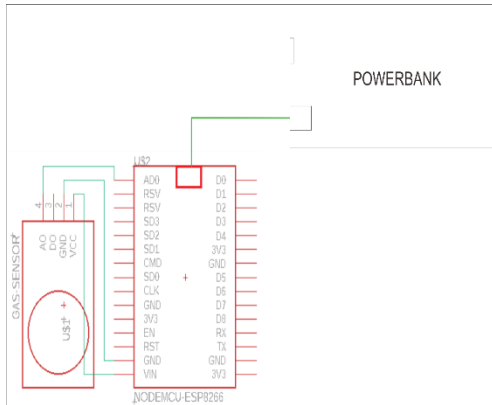 POWERBANK
U$2
AD0
RSV
RSV
SD3
SD2
SD1
CMD
SD0
CLK
GND
3V3
EN
RST
GND
VIN
D0
D1
D2
D3
D4
3V3
GND
D5
D6
D7
D8
RX
TX
GND
3V3
NODEMCU-ESP8266
4
3
2
1
AO
DO
GND
VCC
GAS-SENSOR
U$1